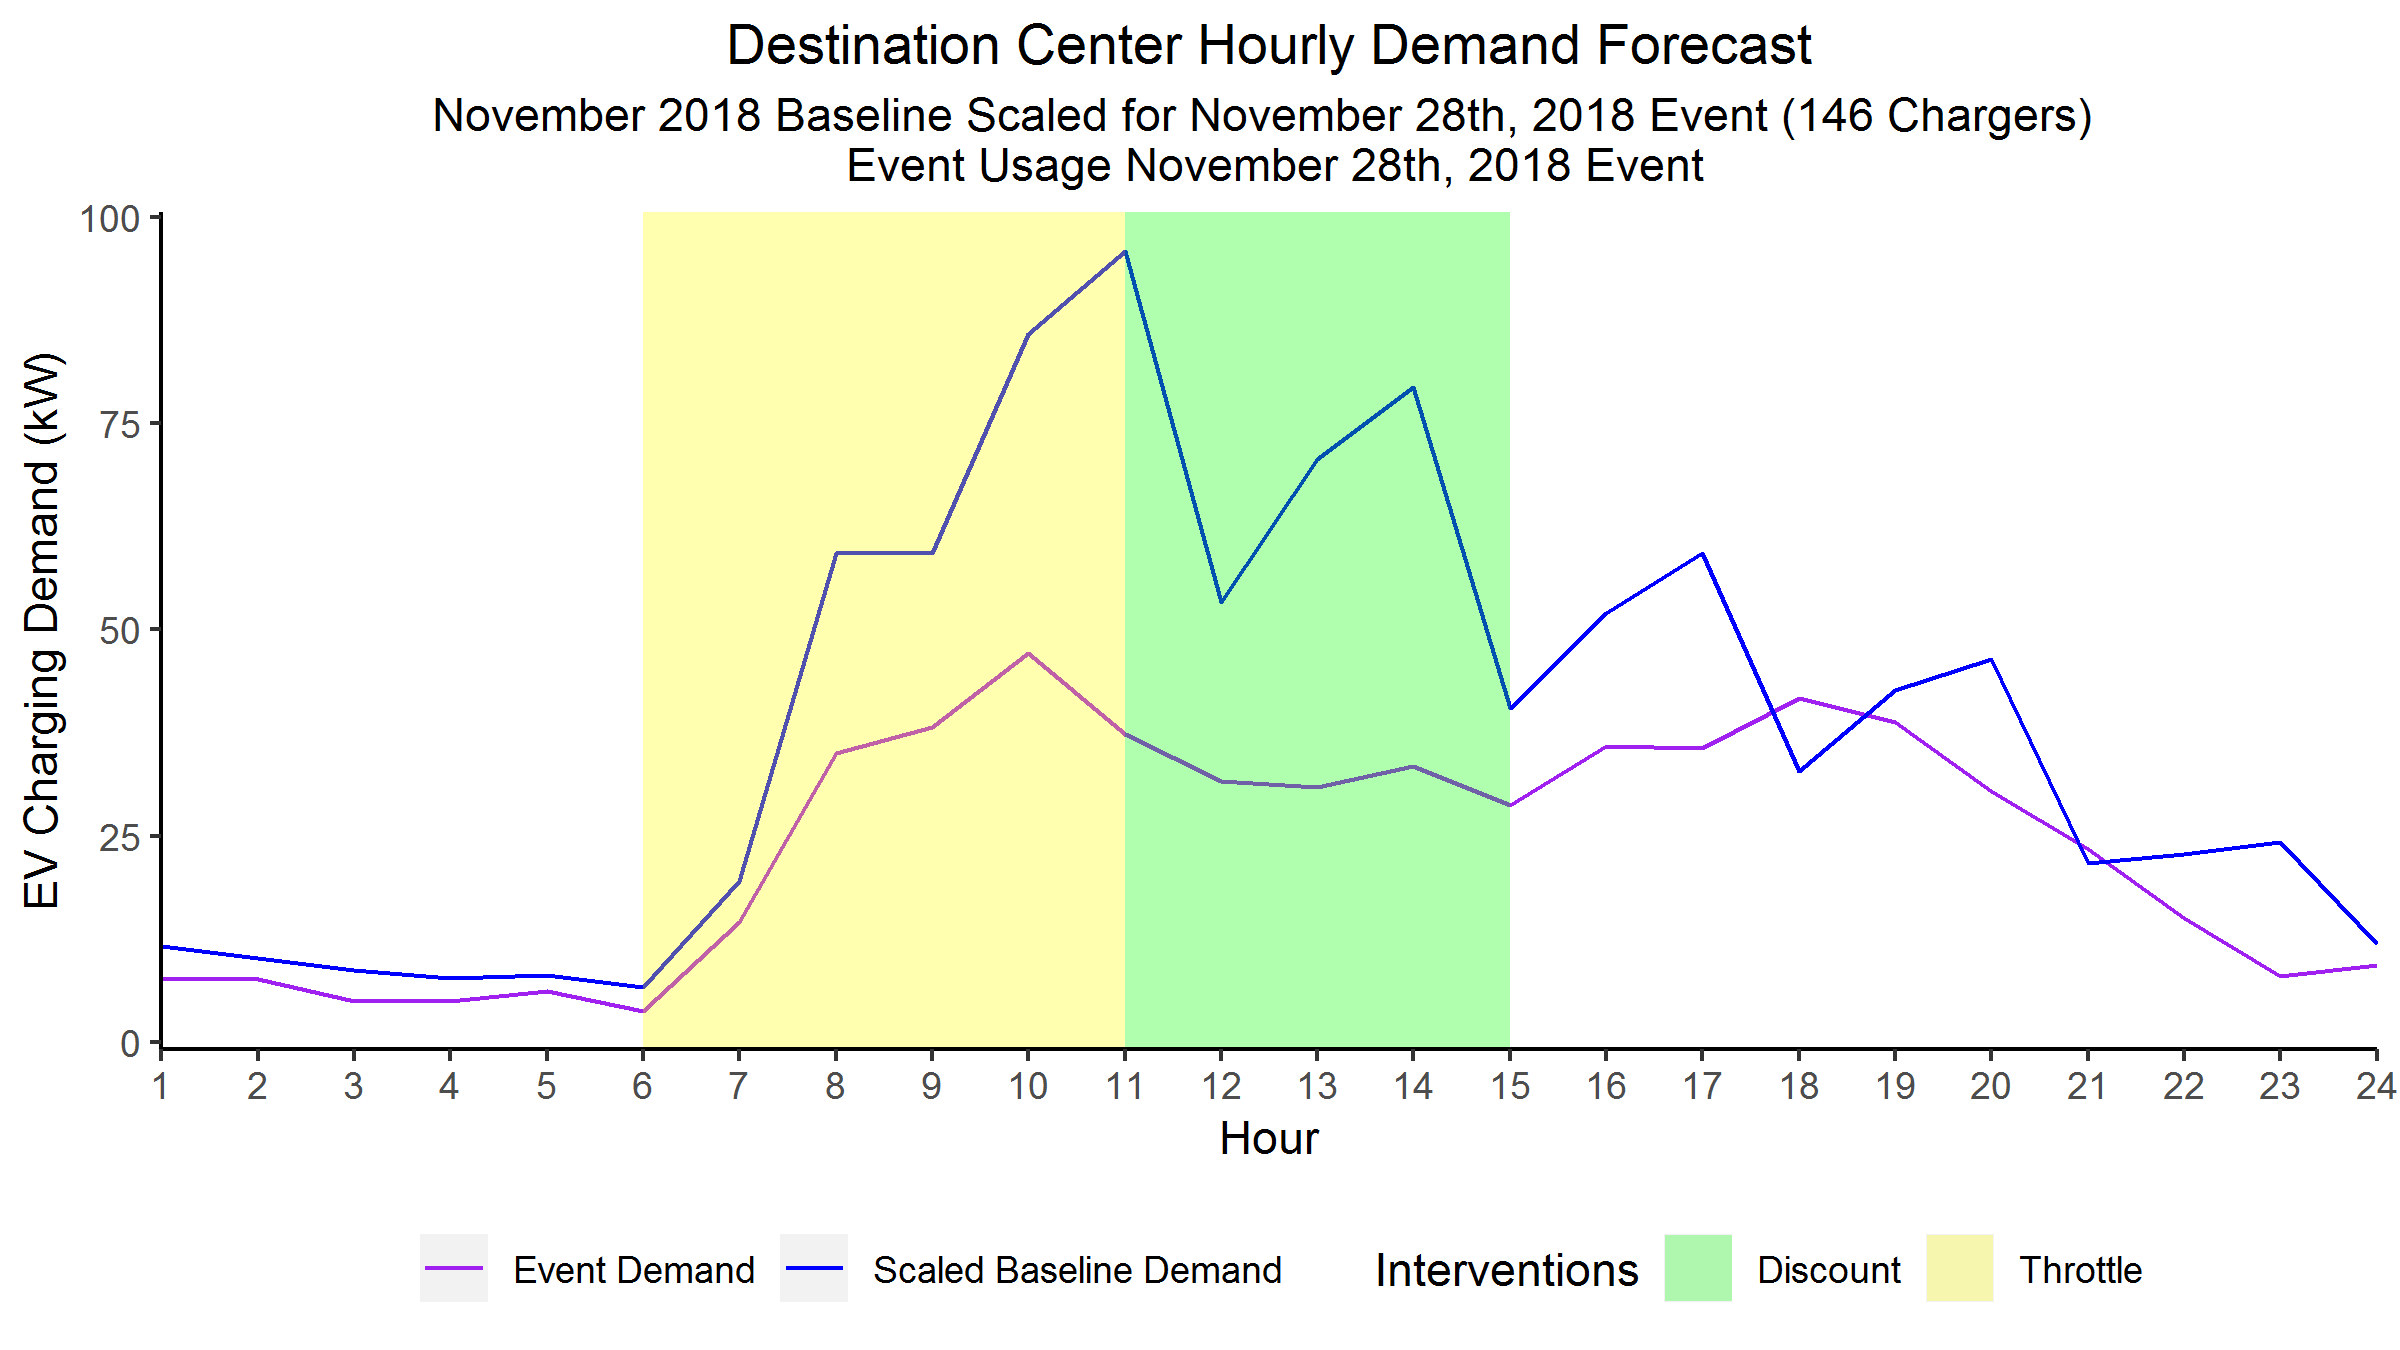 Destination Center Hourly Demand Forecast
November 2018 Baseline Scaled for November 28th, 2018 Event (146 Chargers)
Event Usage November 28th, 2018 Event
EV Charging Demand (kW)
100
75
50
25
0
1 2 3 4 5 6 7 8 9 10 11 12 13 14 15 16 17 18 19 20 21 22 23 24
Hour
Event Demand Scaled Baseline Demand Interventions Discount Throttle